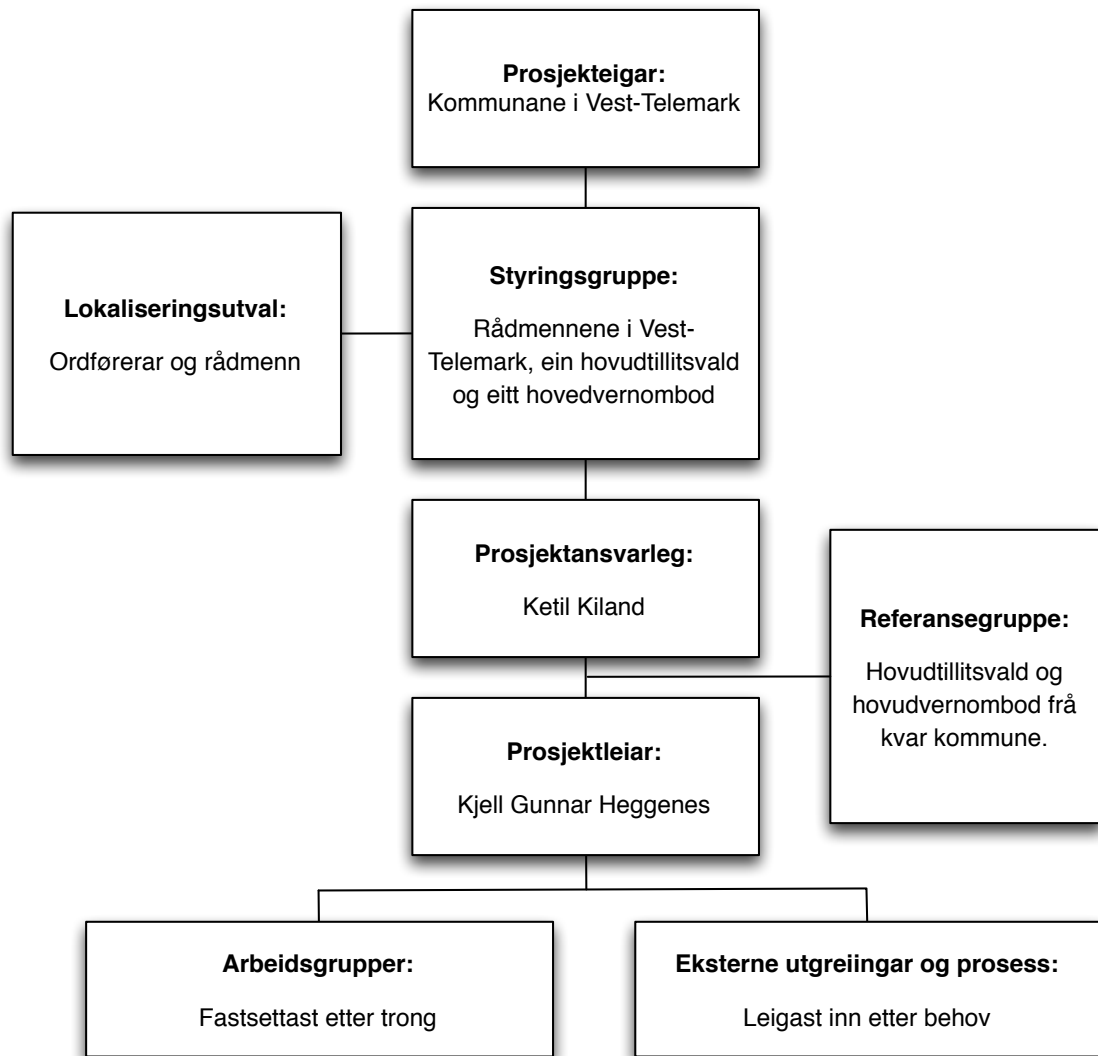 Prosjekteigar:
Kommunane i Vest-Telemark
Lokaliseringsutval:
Ordførerar og rådmenn
Styringsgruppe:
Rådmennene i Vest-
Telemark, ein hovudtillitsvald
og eitt hovedvernombod
Prosjektansvarleg:
Ketil Kiland
Referansegruppe:
Hovudtillitsvald og
hovudvernombod frå
kvar kommune.
Prosjektleiar:
Kjell Gunnar Heggenes
Arbeidsgrupper:
Fastsettast etter trong
Eksterne utgreiingar og prosess:
Leigast inn etter behov